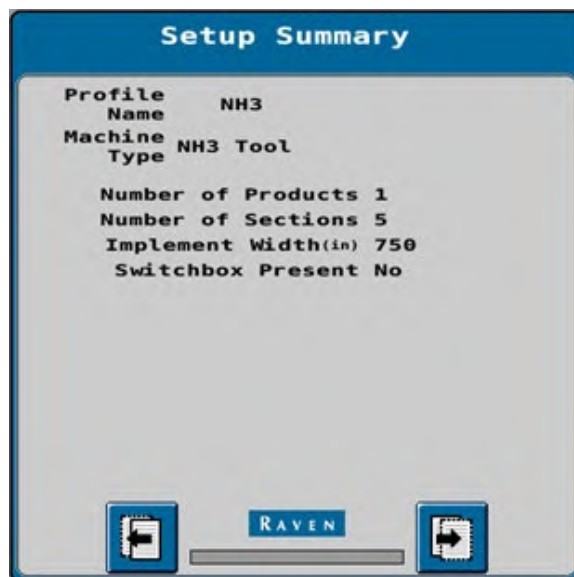 Setup Summary
Profile Name NH3
Machine Type NH3 Tool
Number of Products 1
Number of Sections 5
Implement Width(in) 750
Switchbox Present No
RAVEN